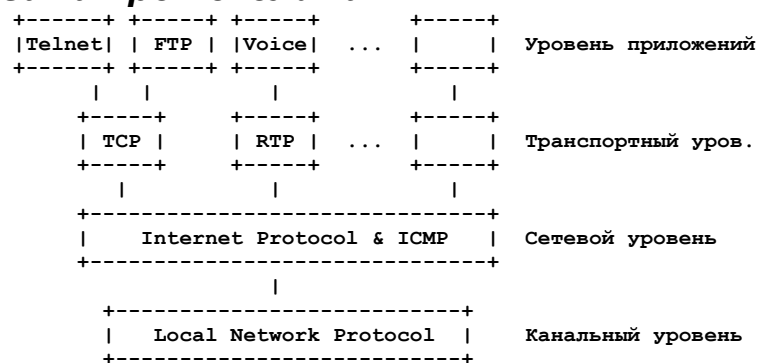 |Telnet| | FTP | |Voice| ... | | Уровень приложений
| TCP | | RTP | ... | | Транспортный уров.
| Internet Protocol & ICMP | Сетевой уровень
| Local Network Protocol | Канальный уровень